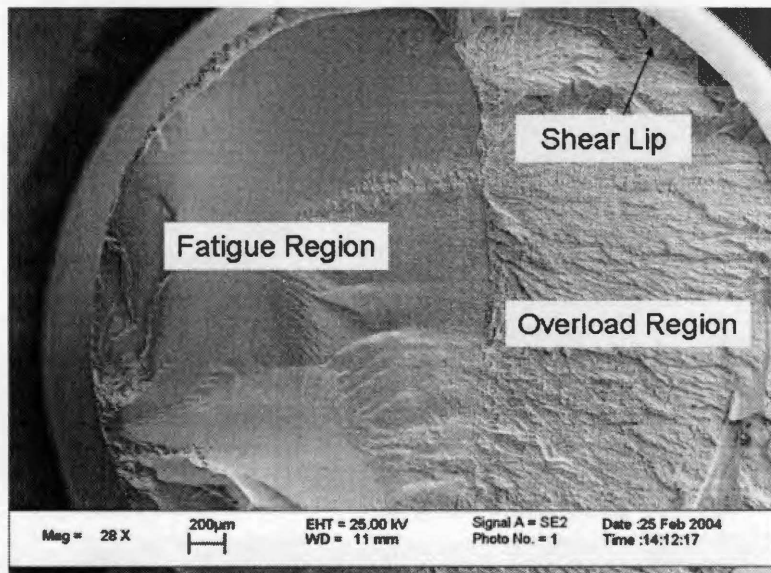 Shear Lip
Fatigue Region
Overload Region
Mag = 28 X
200µm
EHT = 25.00 kV
WD = 11 mm
Signal A = SE2
Photo No. = 1
Date :25 Feb 2004
Time :14:12:17